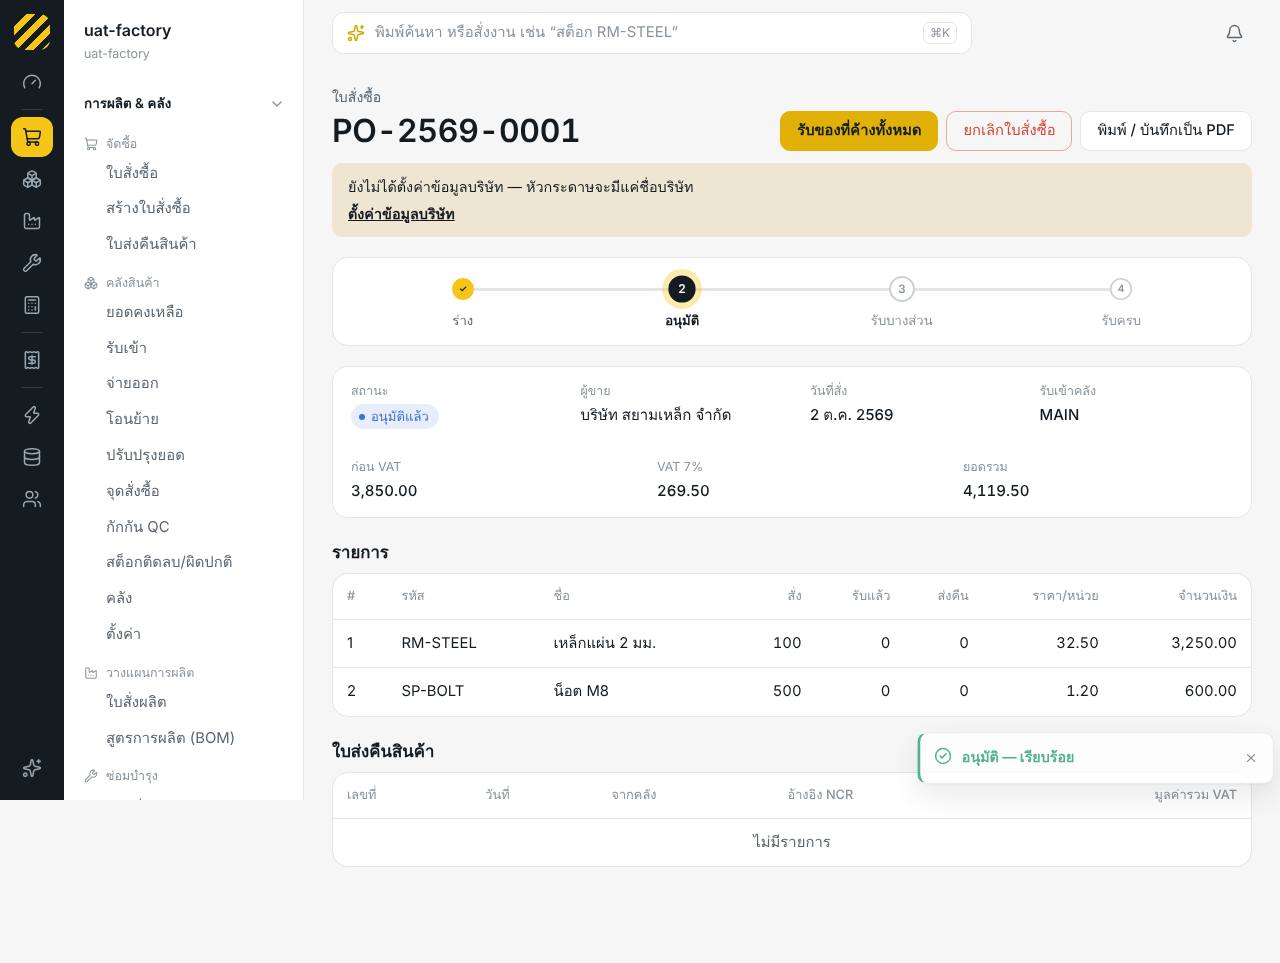 uat-factory
uat-factory
การผลิต & คลัง
จัดซื้อ
ใบสั่งซื้อ
สร้างใบสั่งซื้อ
ใบส่งคืนสินค้า
คลังสินค้า
ยอดคงเหลือ
รับเข้า
จ่ายออก
โอนย้าย
ปรับปรุงยอด
จุดสั่งซื้อ
กักกัน QC
สต็อกติดลบ/ผิดปกติ
คลัง
ตั้งค่า
วางแผนการผลิต
ใบสั่งผลิต
สูตรการผลิต (BOM)
ซ่อมบำรุง
พิมพ์ค้นหา หรือสั่งงาน เช่น “สต็อก RM-STEEL” ⌘K
ใบสั่งซื้อ
PO-2569-0001
รับของที่ค้างทั้งหมด ยกเลิกใบสั่งซื้อ พิมพ์ / บันทึกเป็น PDF
ยังไม่ได้ตั้งค่าข้อมูลบริษัท — หัวกระดาษจะมีแค่ชื่อบริษัท
ตั้งค่าข้อมูลบริษัท
2 3 4
ร่าง อนุมัติ รับบางส่วน รับครบ
สถานะ ผู้ขาย วันที่สั่ง รับเข้าคลัง
อนุมัติแล้ว บริษัท สยามเหล็ก จำกัด 2 ต.ค. 2569 MAIN
ก่อน VAT VAT 7% ยอดรวม
3,850.00 269.50 4,119.50
รายการ
# รหัส ชื่อ สั่ง รับแล้ว ส่งคืน ราคา/หน่วย จำนวนเงิน
1 RM-STEEL เหล็กแผ่น 2 มม. 100 0 0 32.50 3,250.00
2 SP-BOLT น็อต M8 500 0 0 1.20 600.00
ใบส่งคืนสินค้า
อนุมัติ — เรียบร้อย
เลขที่ วันที่ จากคลัง อ้างอิง NCR มูลค่ารวม VAT
ไม่มีรายการ